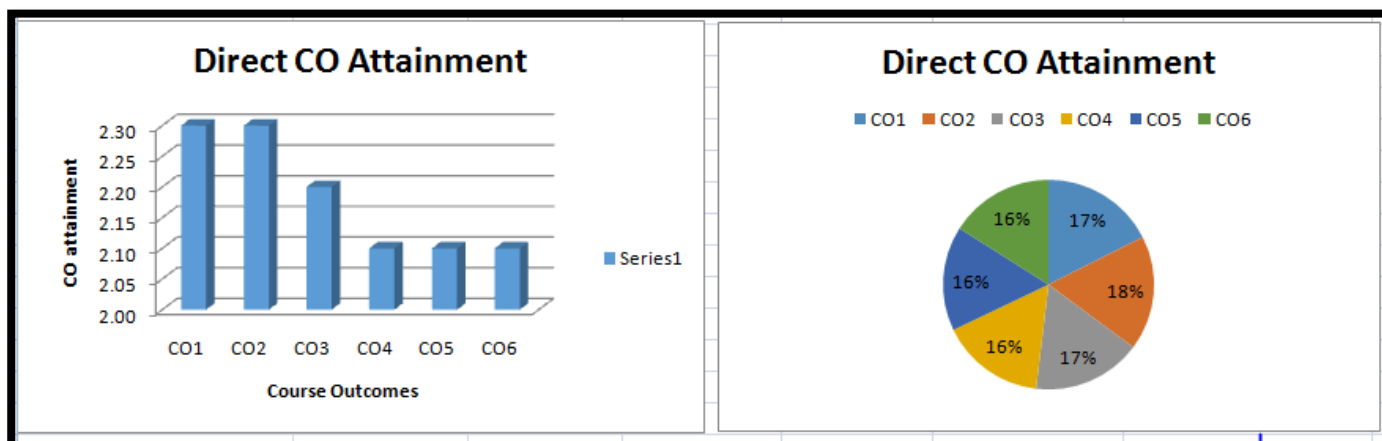 Direct CO Attainment
2.30
2.25
2.20
2.15
2.10
2.05
2.00
CO attainment
CO1 CO2 CO3 CO4 CO5 CO6
Course Outcomes
Series1
Direct CO Attainment
CO1 CO2 CO3 CO4 CO5 CO6
16% 17%
16% 18%
16% 17%